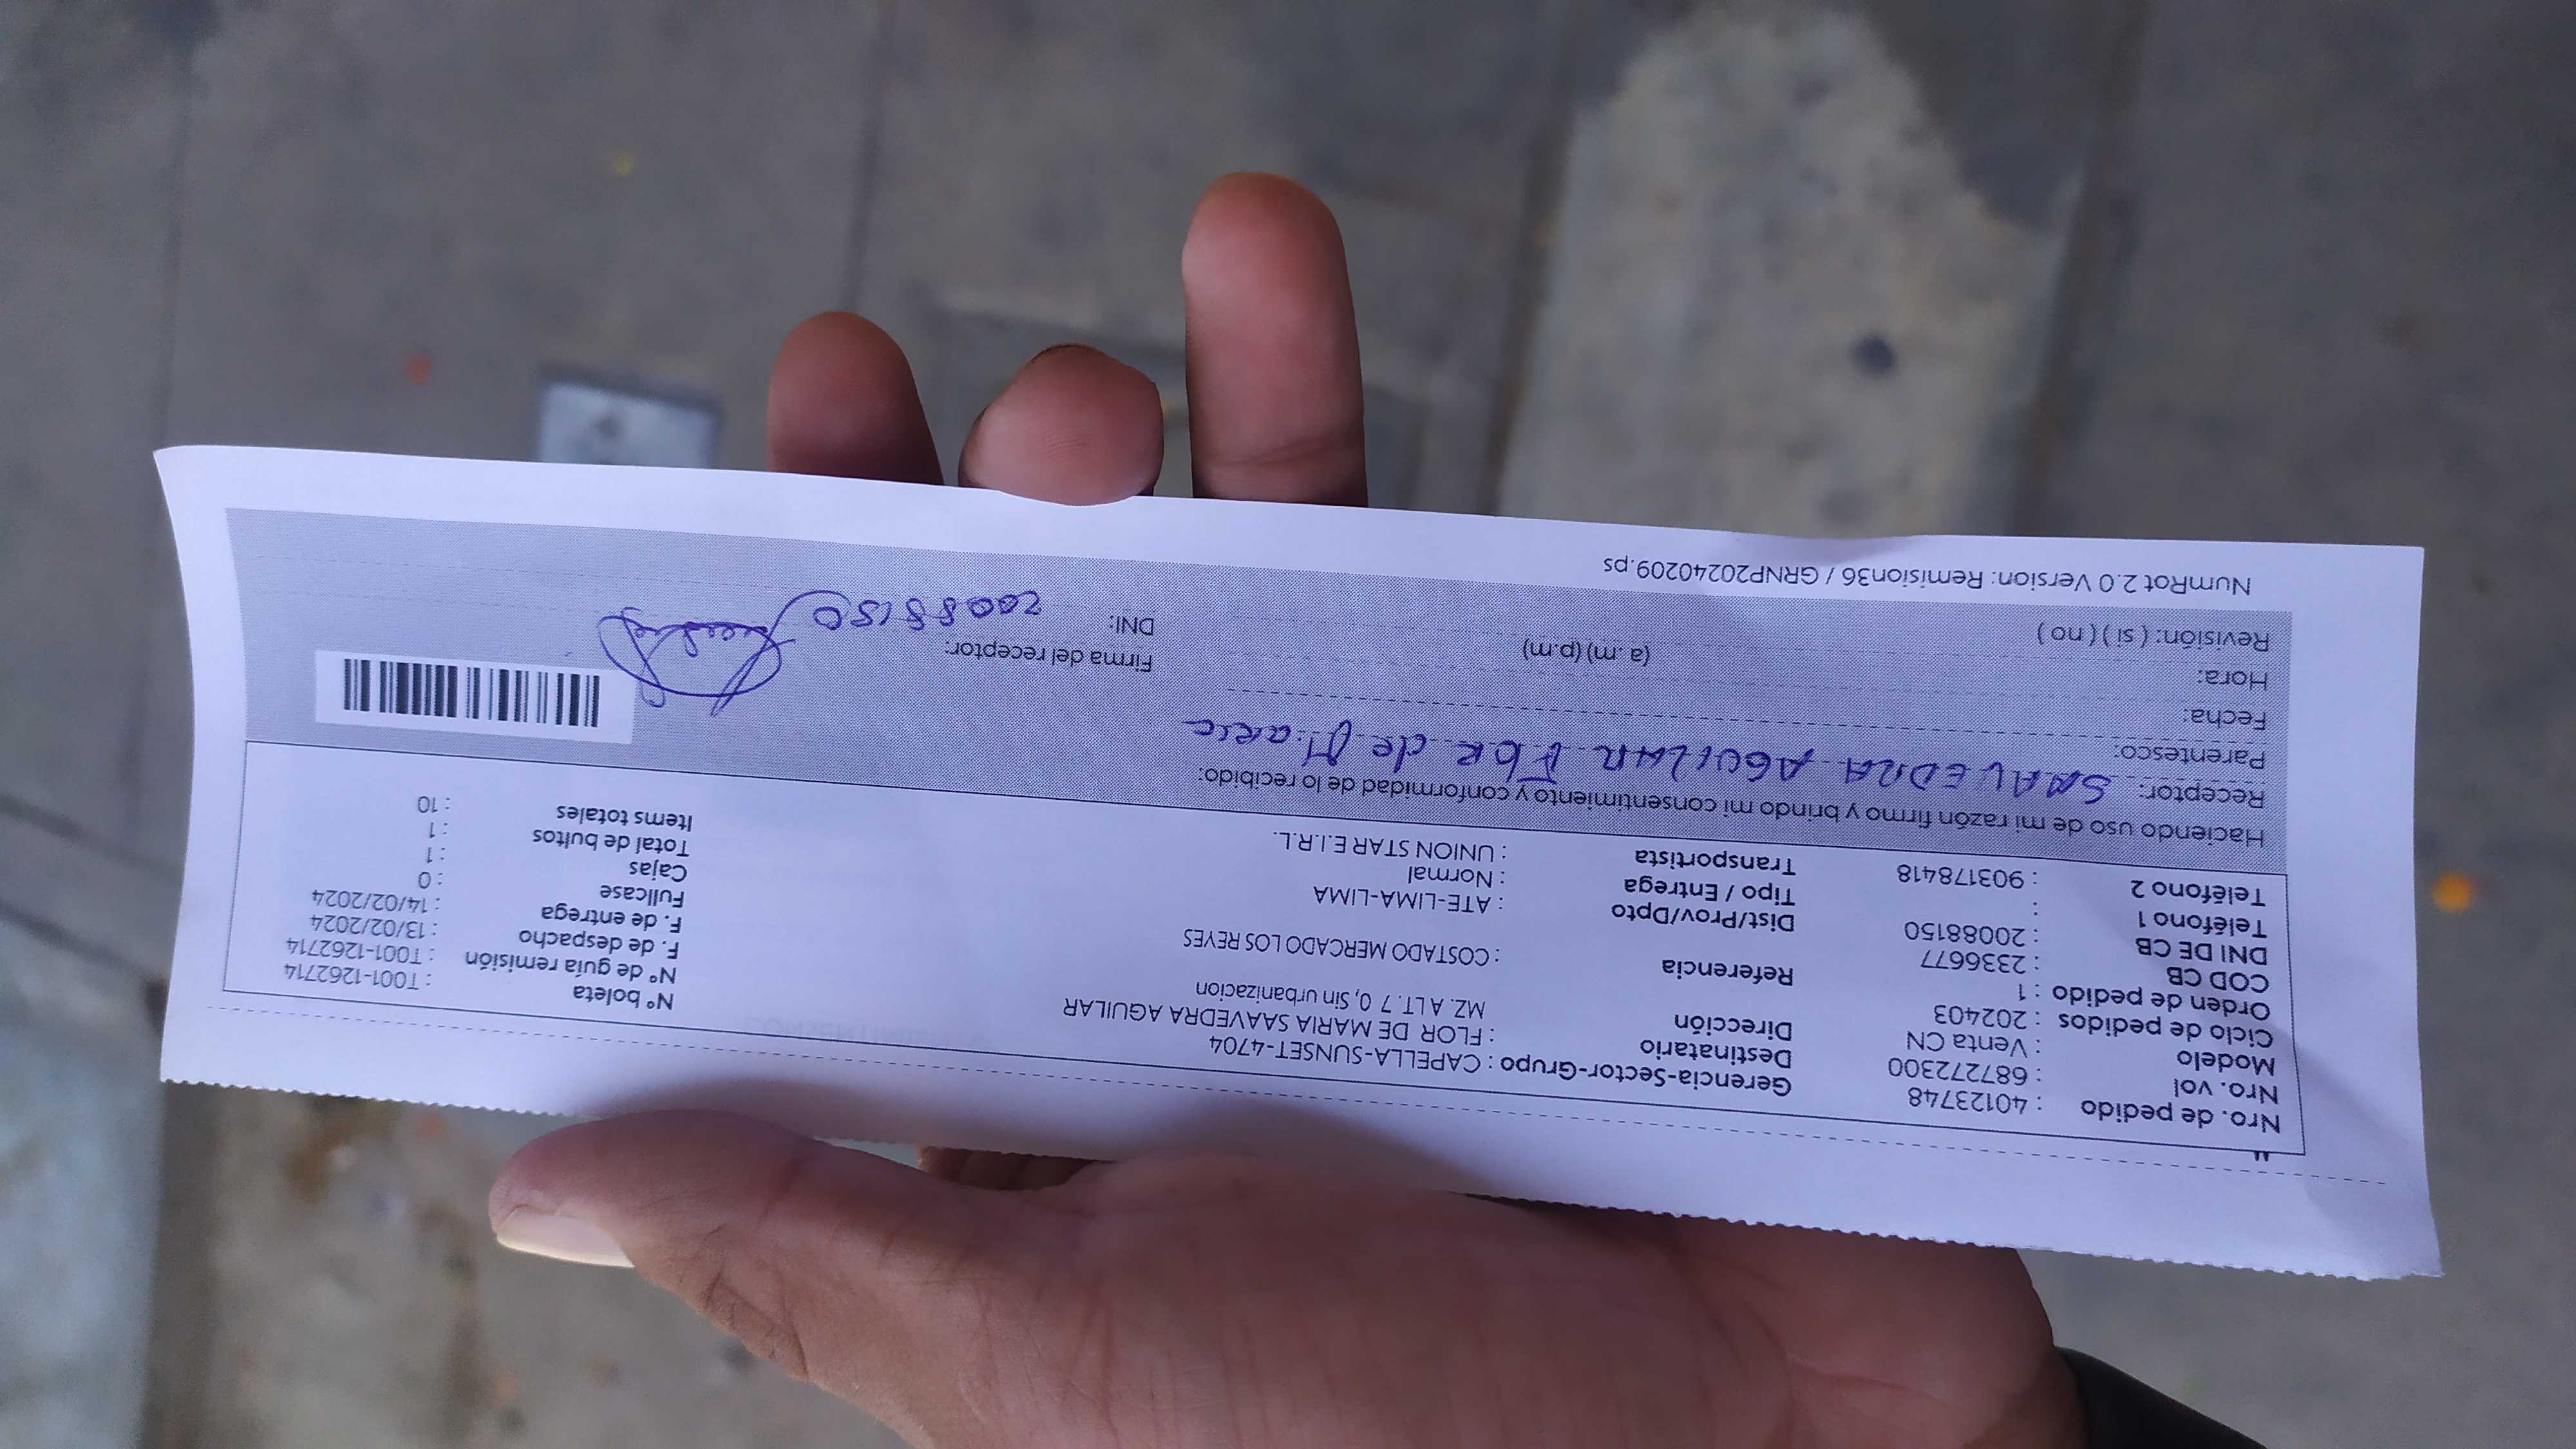 Nro. de pedido : 40123748
Nro. vol : 687272300
Modelo : Venta CN
Ciclo de pedidos : 202403
Orden de pedido : 1
COD CB : 2336677
DNI DE CB : 20088150
Teléfono 1 :
Teléfono 2 : 903178418
Gerencia-Sector-Grupo : CAPELLA-SUNSET-4704
Destinatario : FLOR DE MARIA SAAVEDRA AGUILAR
Dirección MZ. A LT. 7 0, Sin urbanizacion
Referencia : COSTADO MERCADO LOS REYES
Dist/Prov/Dpto : ATE-LIMA-LIMA
Tipo / Entrega : Normal
Transportista : UNION STAR E.I.R.L.
Nº boleta : T001-1262714
Nº de guía remisión : T001-1262714
F. de despacho : 13/02/2024
F. de entrega : 14/02/2024
Fullcase : 0
Cajas : 1
Total de bultos : 1
Items totales : 10
Haciendo uso de mi razón firmo y brindo mi consentimiento y conformidad de lo recibido:
Receptor: SAAVEDRA AGUILAR Flor de Maria
Parentesco:
Fecha:
Hora: (a.m) (p.m)
Revisión: ( si ) ( no )
Firma del receptor:
DNI: 20088150
NumRot 2.0 Version: Remision36 / GRNP20240209.ps